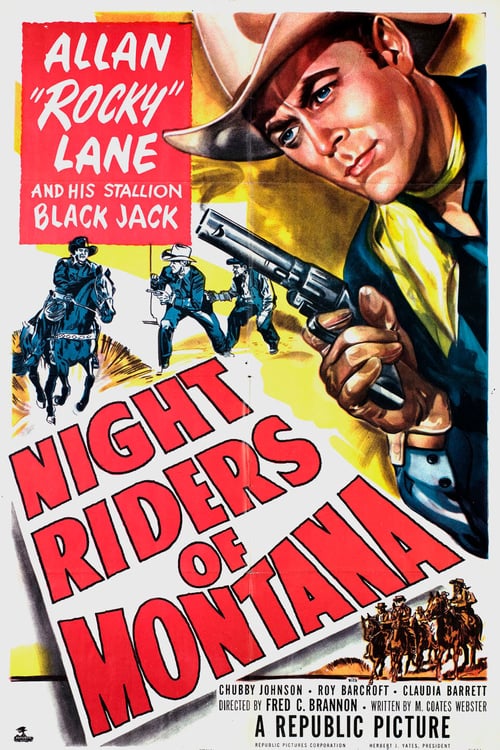 ALLAN
"ROCKY"
LANE
AND HIS STALLION
BLACK JACK
NIGHT
RIDERS
OF
MONTANA
with
CHUBBY JOHNSON • ROY BARCROFT • CLAUDIA BARRETT
DIRECTED BY FRED C. BRANNON • WRITTEN BY M. COATES WEBSTER
A REPUBLIC PICTURE
REPUBLIC PICTURES CORPORATION HERBERT J. YATES, PRESIDENT